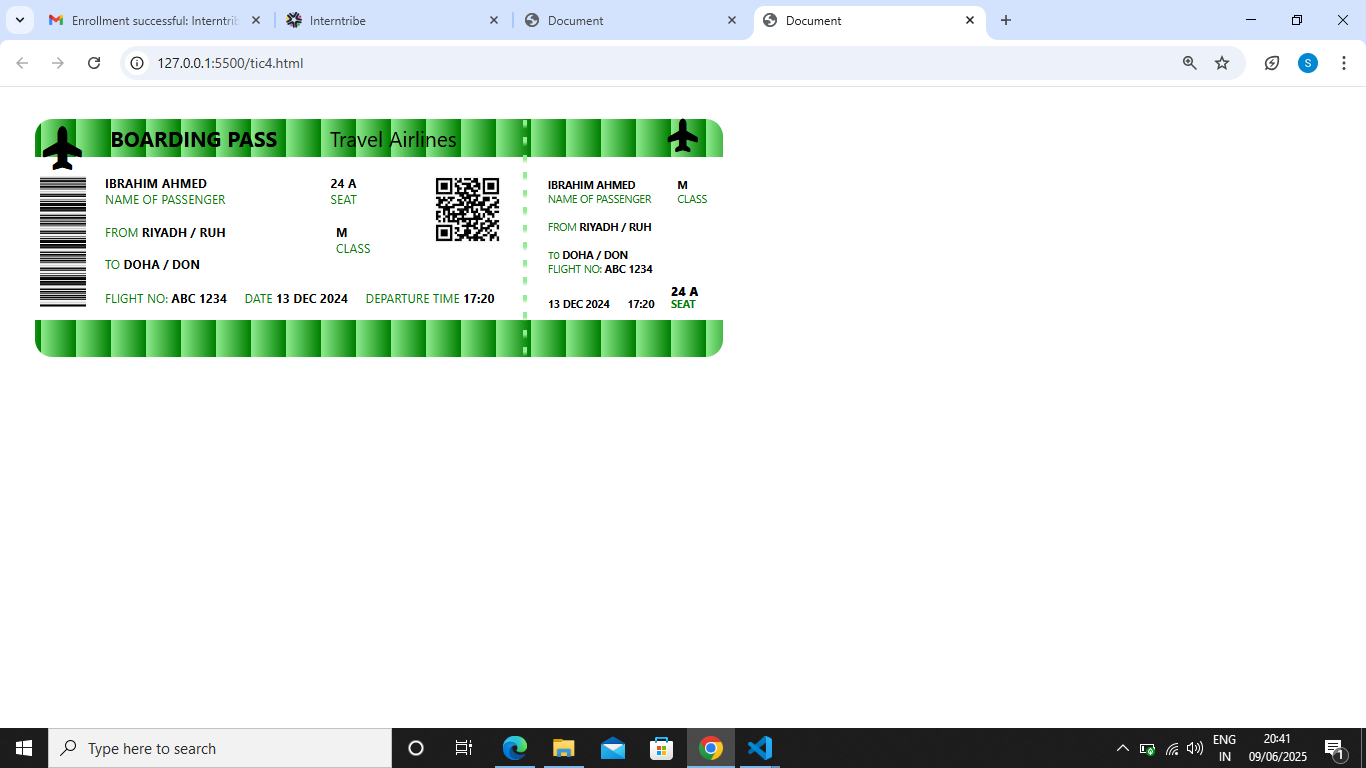 Enrollment successful: Interntrib
Interntribe
Document
Document
127.0.0.1:5500/tic4.html
S
BOARDING PASS Travel Airlines
IBRAHIM AHMED 24 A
NAME OF PASSENGER SEAT
FROM RIYADH / RUH M
CLASS
TO DOHA / DON
FLIGHT NO: ABC 1234 DATE 13 DEC 2024 DEPARTURE TIME 17:20
IBRAHIM AHMED M
NAME OF PASSENGER CLASS
FROM RIYADH / RUH
TO DOHA / DON
FLIGHT NO: ABC 1234
24 A
13 DEC 2024 17:20 SEAT
Type here to search
ENG
IN
20:41
09/06/2025
1